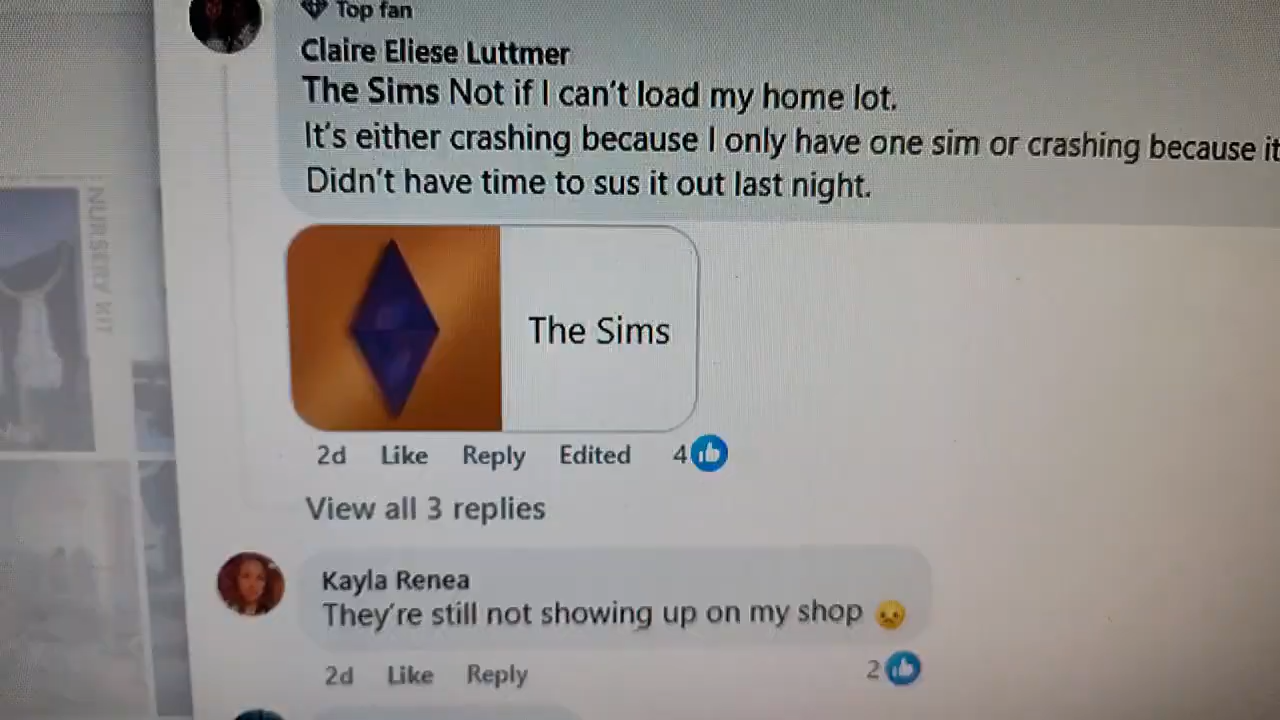 Top fan
Claire Eliese Luttmer
The Sims Not if I can't load my home lot.
It's either crashing because I only have one sim or crashing because it
Didn't have time to sus it out last night.
NURSERY KIT
The Sims
2d Like Reply Edited 4
View all 3 replies
Kayla Renea
They're still not showing up on my shop
2d Like Reply 2